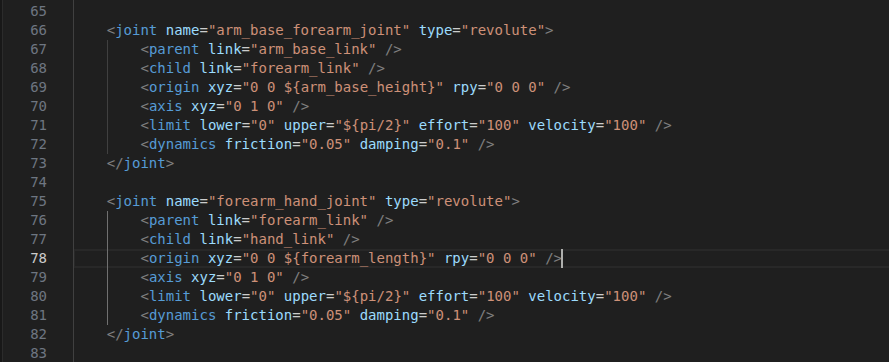 65
66 <joint name="arm_base_forearm_joint" type="revolute">
67 <parent link="arm_base_link" />
68 <child link="forearm_link" />
69 <origin xyz="0 0 ${arm_base_height}" rpy="0 0 0" />
70 <axis xyz="0 1 0" />
71 <limit lower="0" upper="${pi/2}" effort="100" velocity="100" />
72 <dynamics friction="0.05" damping="0.1" />
73 </joint>
74
75 <joint name="forearm_hand_joint" type="revolute">
76 <parent link="forearm_link" />
77 <child link="hand_link" />
78 <origin xyz="0 0 ${forearm_length}" rpy="0 0 0" />
79 <axis xyz="0 1 0" />
80 <limit lower="0" upper="${pi/2}" effort="100" velocity="100" />
81 <dynamics friction="0.05" damping="0.1" />
82 </joint>
83